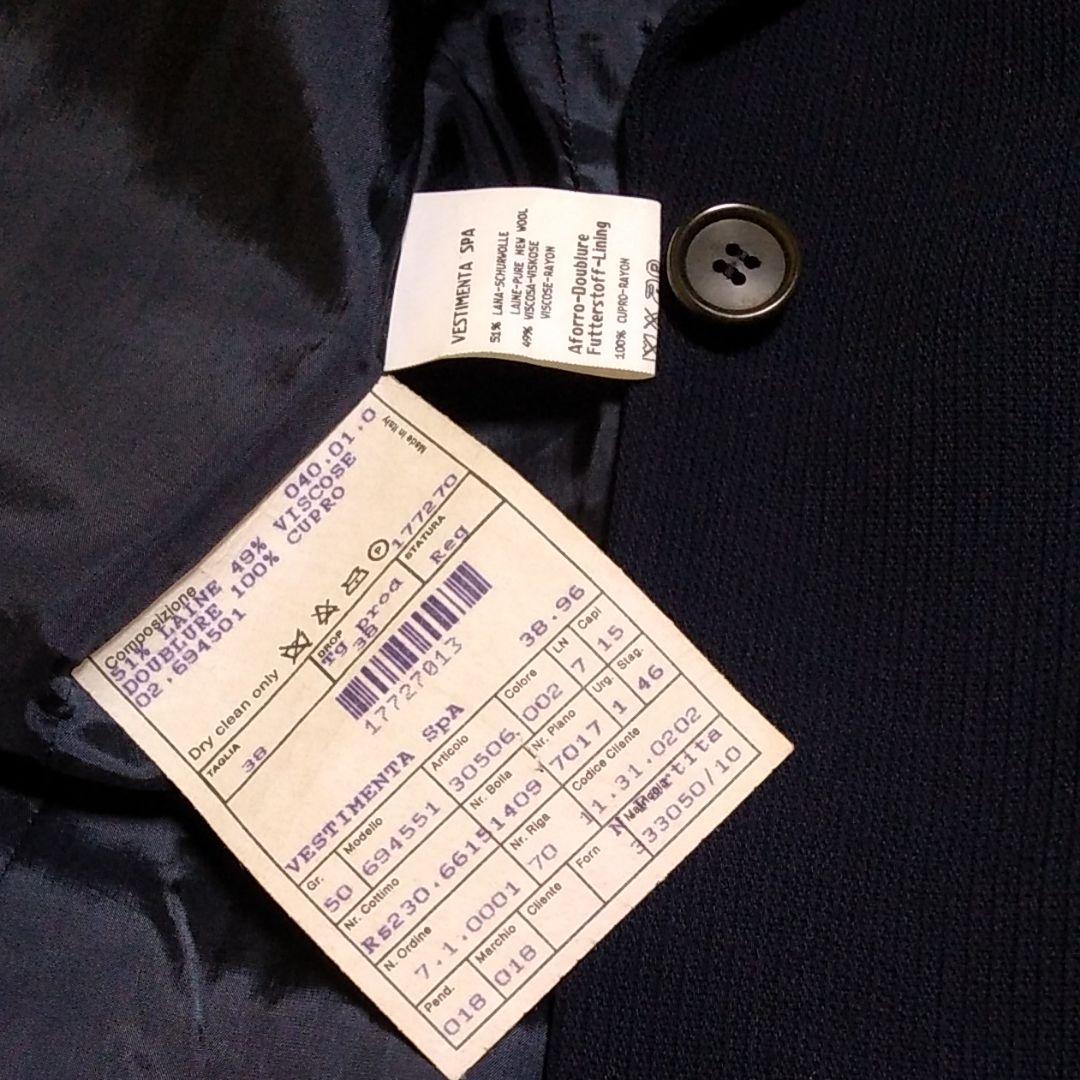 VESTIMENTA SPA
51% LANA-SCHURWOLLE
LAINE-PURE NEW WOOL
49% VISCOSA-VISKOSE
VISCOSE-RAYON
Aforro-Doublure
Futterstoff-Lining
100% CUPRO-RAYON
Made in Italy
Composizione 040.01.0
51% LAINE 49% VISCOSE
DOUBLURE 100% CUPRO
02.694501
Dry clean only P 177270
TAGLIA DROP STATURA
38 Tg prod Reg
38
17727013
VESTIMENTA SpA 38.96
Gr. Modello Articolo Colore LN Capi
50 694551 30506 002 7 15
Nr. Cottimo Nr. Bolla Nr. Piano Urg. Stag.
Rs230.66151409 7017 1 46
N. Ordine Nr. Riga Codice Cliente
7.1.0001 70 11.31.0202
Pend. Marchio Cliente Forn N Partita
018 018 333050/10